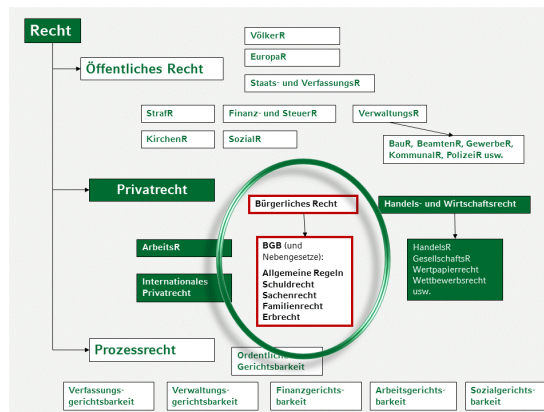 Recht
VölkerR
EuropaR
Öffentliches Recht
Staats- und VerfassungsR
StrafR
Finanz- und SteuerR
VerwaltungsR
KirchenR
SozialR
BauR, BeamtenR, GewerbeR,
KommunalR, PolizeiR usw.
Privatrecht
Bürgerliches Recht
Handels- und Wirtschaftsrecht
ArbeitsR
BGB (und
Nebengesetze):
Allgemeine Regeln
Schuldrecht
Sachenrecht
Familienrecht
Erbrecht
HandelsR
GesellschaftsR
Wertpapierrecht
Wettbewerbsrecht
usw.
Internationales
Privatrecht
Prozessrecht
Ordentliche
Gerichtsbarkeit
Verfassungs-
gerichtsbarkeit
Verwaltungs-
gerichtsbarkeit
Finanzgerichts-
barkeit
Arbeitsgerichts-
barkeit
Sozialgerichts-
barkeit